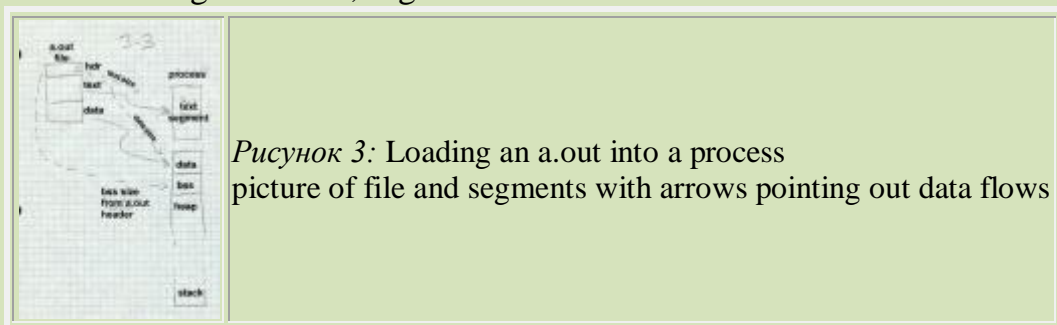 3-3
a.out
file
hdr
text
data
process
text
segment
data
bss
heap
bss size
from a.out
header
stack
Рисунок 3: Loading an a.out into a process
picture of file and segments with arrows pointing out data flows